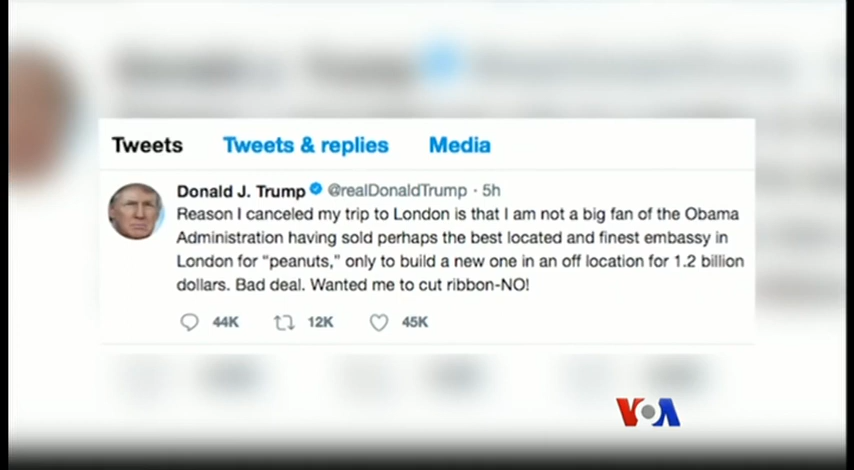 Tweets Tweets & replies Media
Donald J. Trump @realDonaldTrump · 5h
Reason I canceled my trip to London is that I am not a big fan of the Obama
Administration having sold perhaps the best located and finest embassy in
London for “peanuts,” only to build a new one in an off location for 1.2 billion
dollars. Bad deal. Wanted me to cut ribbon-NO!
44K 12K 45K
VOA